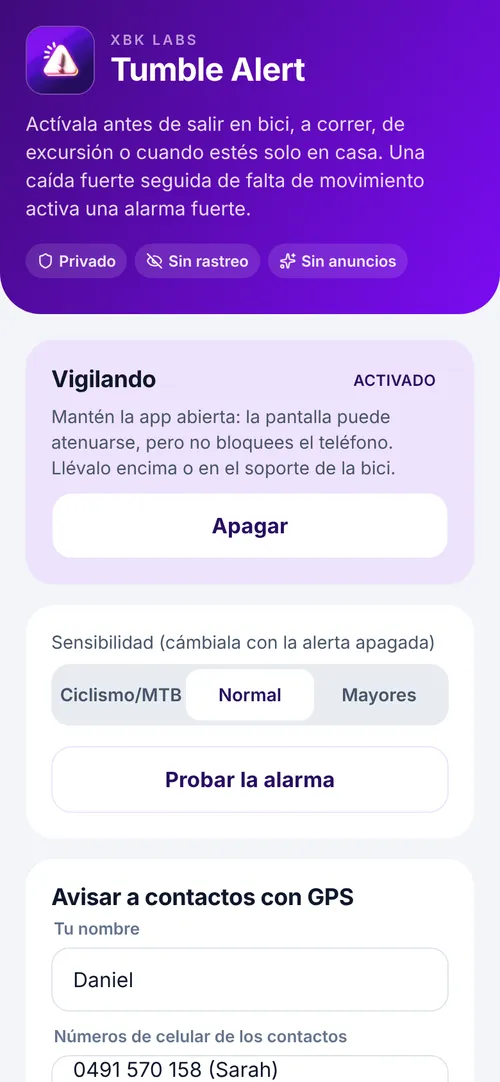 XBK LABS
Tumble Alert
Actívala antes de salir en bici, a correr, de
excursión o cuando estés solo en casa. Una
caída fuerte seguida de falta de movimiento
activa una alarma fuerte.
Privado
Sin rastreo
Sin anuncios
Vigilando
ACTIVADO
Mantén la app abierta: la pantalla puede
atenuarse, pero no bloquees el teléfono.
Llévalo encima o en el soporte de la bici.
Apagar
Sensibilidad (cámbiala con la alerta apagada)
Ciclismo/MTB
Normal
Mayores
Probar la alarma
Avisar a contactos con GPS
Tu nombre
Daniel
Números de celular de los contactos
0491 570 158 (Sarah)